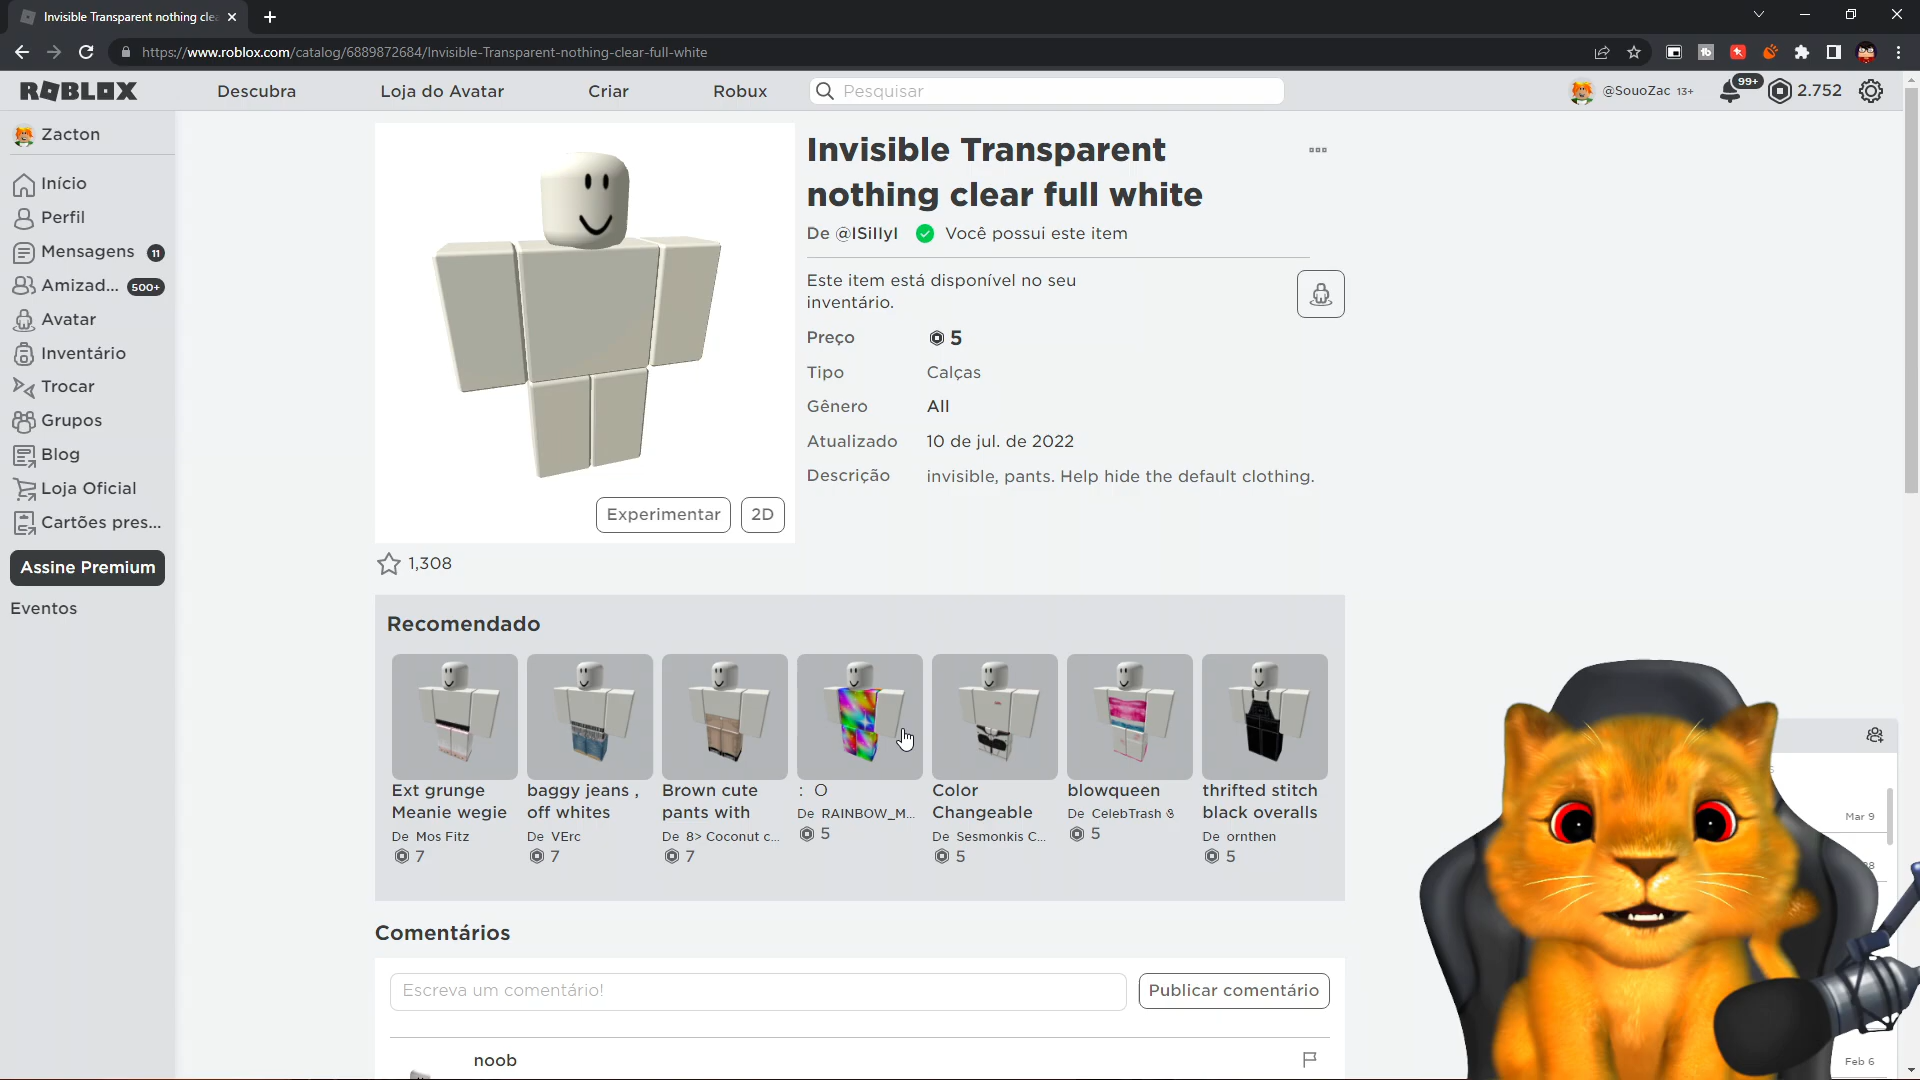 Invisible Transparent nothing cle
https://www.roblox.com/catalog/6889872684/Invisible-Transparent-nothing-clear-full-white
ROBLOX
Descubra
Loja do Avatar
Criar
Robux
Pesquisar
@SouoZac 13+
99+
2.752
Zacton
Início
Perfil
Mensagens 11
Amizad... 500+
Avatar
Inventário
Trocar
Grupos
Blog
Loja Oficial
Cartões pres...
Assine Premium
Eventos
Invisible Transparent
nothing clear full white
De @ISillyI Você possui este item
Este item está disponível no seu
inventário.
Preço 5
Tipo Calças
Gênero All
Atualizado 10 de jul. de 2022
Descrição invisible, pants. Help hide the default clothing.
Experimentar 2D
1,308
Recomendado
Ext grunge
Meanie wegie
De Mos Fitz
7
baggy jeans ,
off whites
De VErc
7
Brown cute
pants with
De 8> Coconut c...
7
: O
De RAINBOW_M...
5
Color
Changeable
De Sesmonkis C...
5
blowqueen
De CelebTrash &
5
thrifted stitch
black overalls
De ornthen
5
Comentários
Escreva um comentário!
Publicar comentário
noob
Mar 9
Feb 6